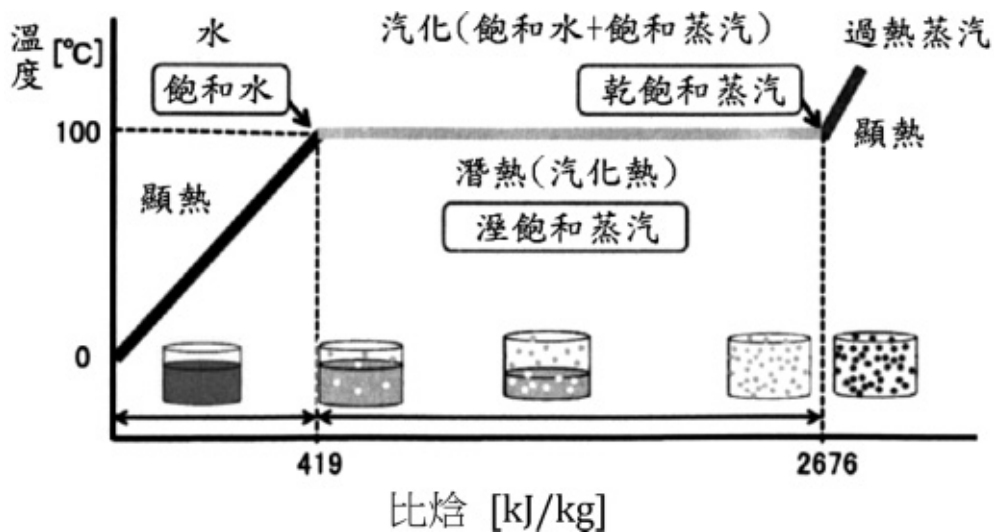 溫度 [℃]
水
汽化(飽和水+飽和蒸汽)
過熱蒸汽
飽和水
乾飽和蒸汽
100
顯熱
潛熱(汽化熱)
顯熱
溼飽和蒸汽
0
419
2676
比焓 [kJ/kg]